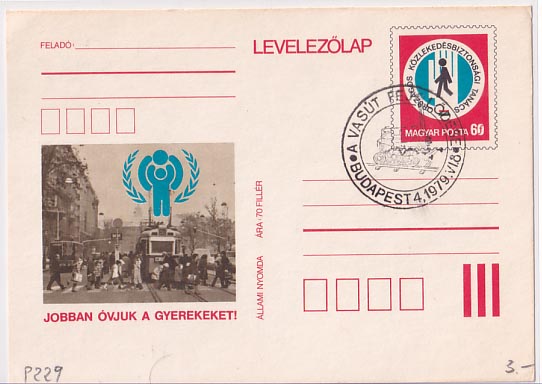 FELADÓ:
LEVELEZŐLAP
ORSZÁGOS KÖZLEKEDÉSBIZTONSÁGI TANÁCS
MAGYAR POSTA 60
A VASÚT
BUDAPEST 4, 1979.VI.8
ÁLLAMI NYOMDA ÁRA: 70 FILLÉR
JOBBAN ÓVJUK A GYEREKEKET!
P229
3.-